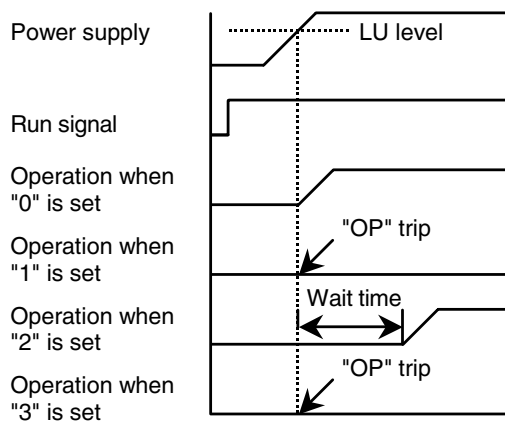 Power supply
LU level
Run signal
Operation when
"0" is set
"OP" trip
Operation when
"1" is set
Wait time
Operation when
"2" is set
"OP" trip
Operation when
"3" is set